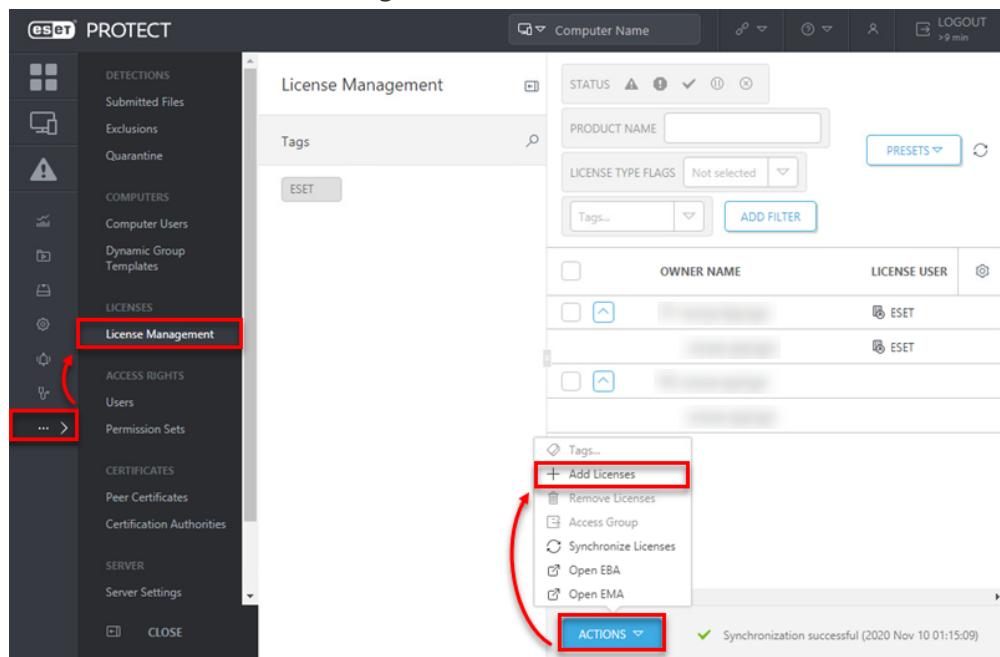 eseT PROTECT
Computer Name
LOGOUT
>9 min
DETECTIONS
Submitted Files
Exclusions
Quarantine
COMPUTERS
Computer Users
Dynamic Group
Templates
LICENSES
License Management
ACCESS RIGHTS
Users
Permission Sets
CERTIFICATES
Peer Certificates
Certification Authorities
SERVER
Server Settings
CLOSE
License Management
Tags
ESET
STATUS
PRODUCT NAME
LICENSE TYPE FLAGS Not selected
Tags...
ADD FILTER
PRESETS
OWNER NAME
LICENSE USER
ESET
ESET
Tags...
Add Licenses
Remove Licenses
Access Group
Synchronize Licenses
Open EBA
Open EMA
ACTIONS
Synchronization successful (2020 Nov 10 01:15:09)